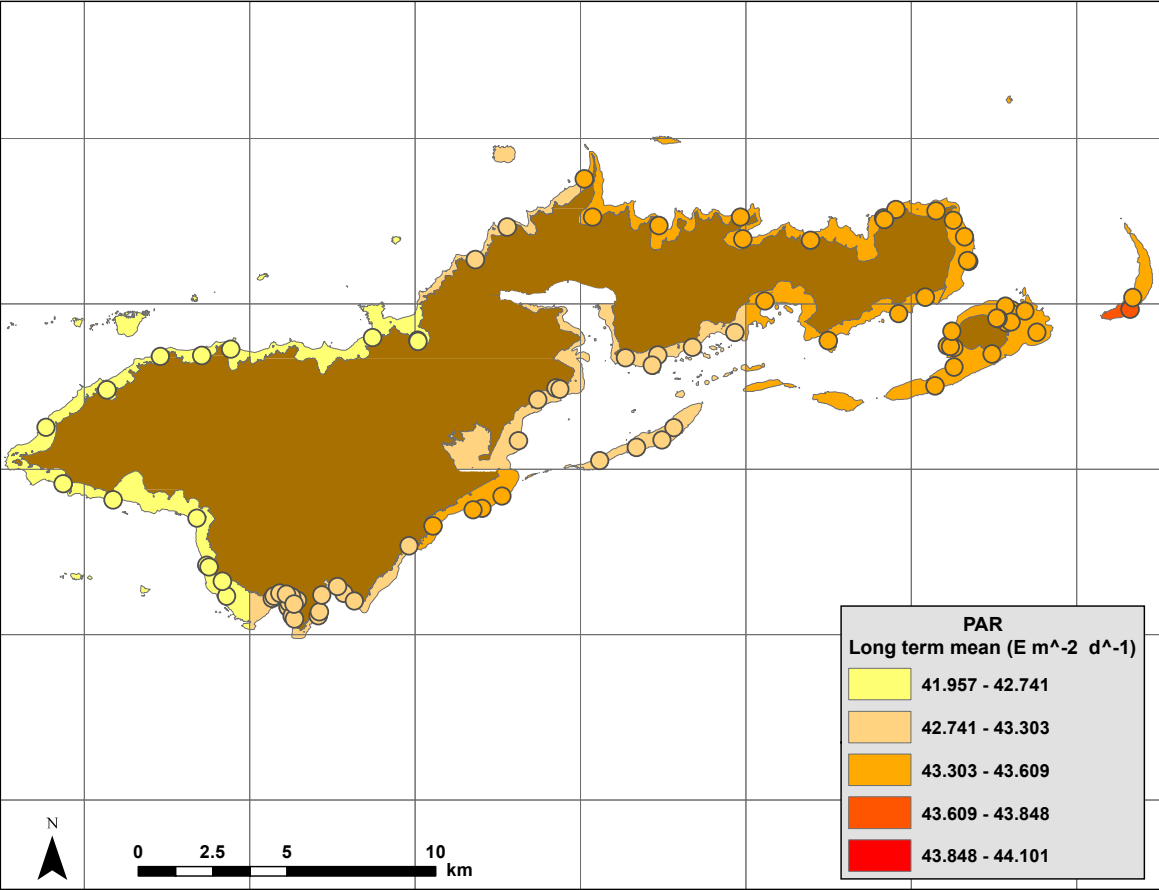 PAR
Long term mean (E m^-2 d^-1)
41.957 - 42.741
42.741 - 43.303
43.303 - 43.609
43.609 - 43.848
43.848 - 44.101
N
0 2.5 5 10
km